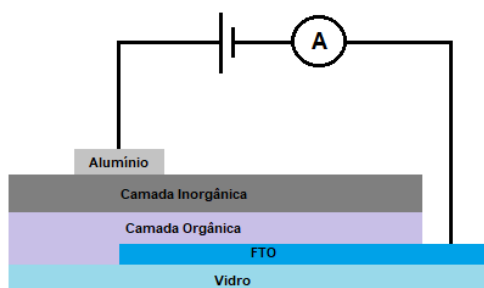 A
Alumínio
Camada Inorgânica
Camada Orgânica
FTO
Vidro